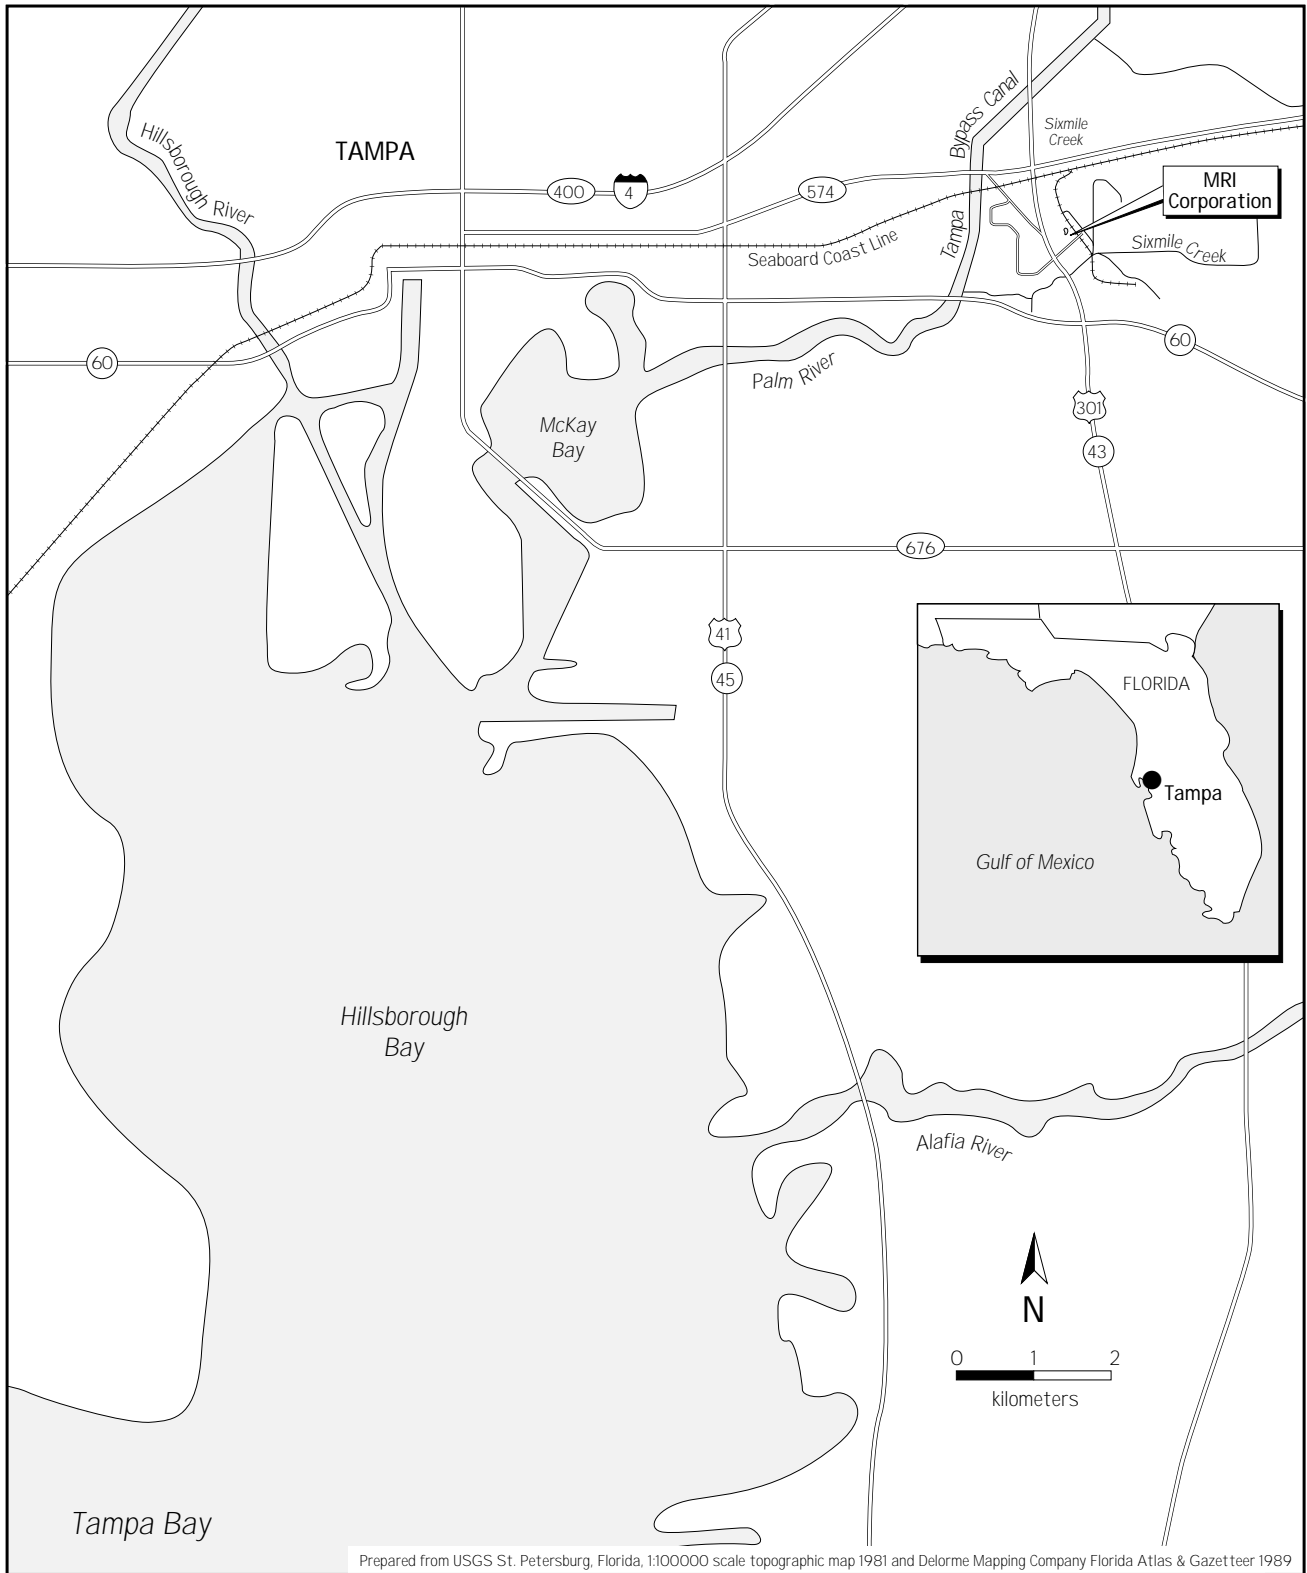 Bypass Canal
Sixmile
Creek
Hillsborough River
TAMPA
MRI
Corporation
400
4
574
Tampa
Seaboard Coast Line
Sixmile Creek
60
60
Palm River
McKay
Bay
301
43
676
41
45
FLORIDA
Tampa
Gulf of Mexico
Hillsborough
Bay
Alafia River
N
0 1 2
kilometers
Tampa Bay
Prepared from USGS St. Petersburg, Florida, 1:100000 scale topographic map 1981 and Delorme Mapping Company Florida Atlas & Gazetteer 1989